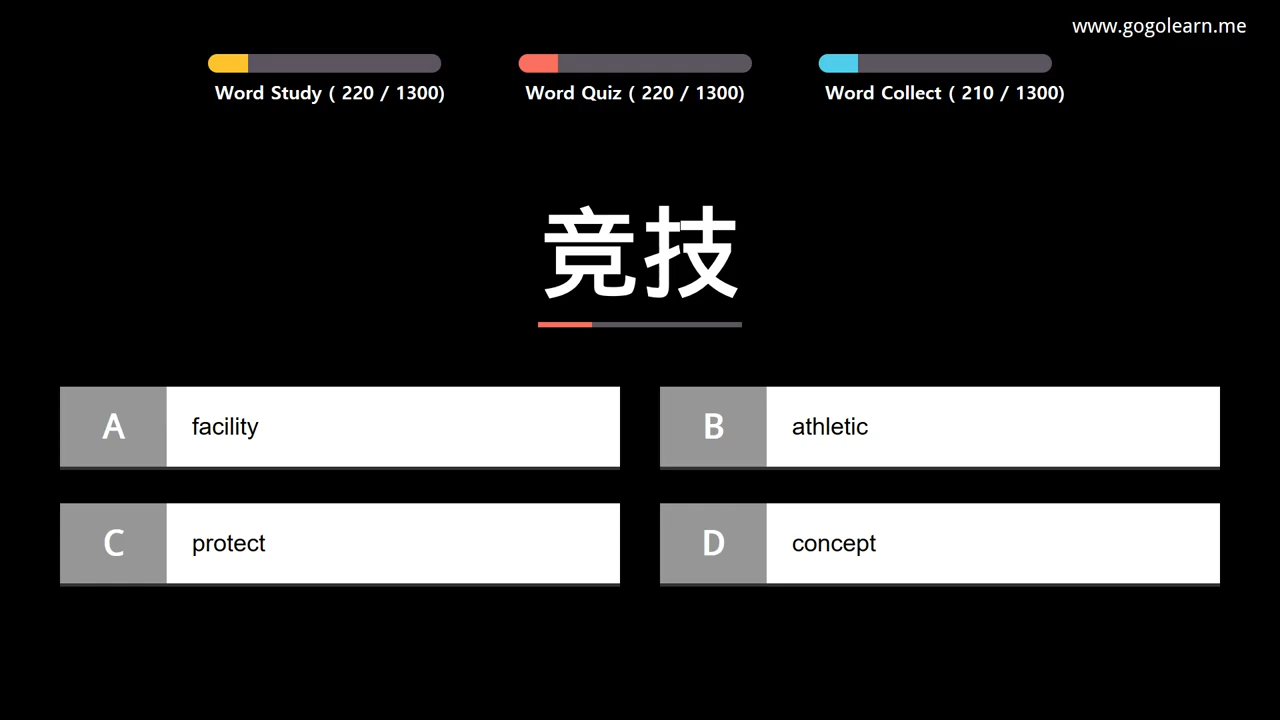 www.gogolearn.me
Word Study ( 220 / 1300)
Word Quiz ( 220 / 1300)
Word Collect ( 210 / 1300)
竞技
A facility
B athletic
C protect
D concept